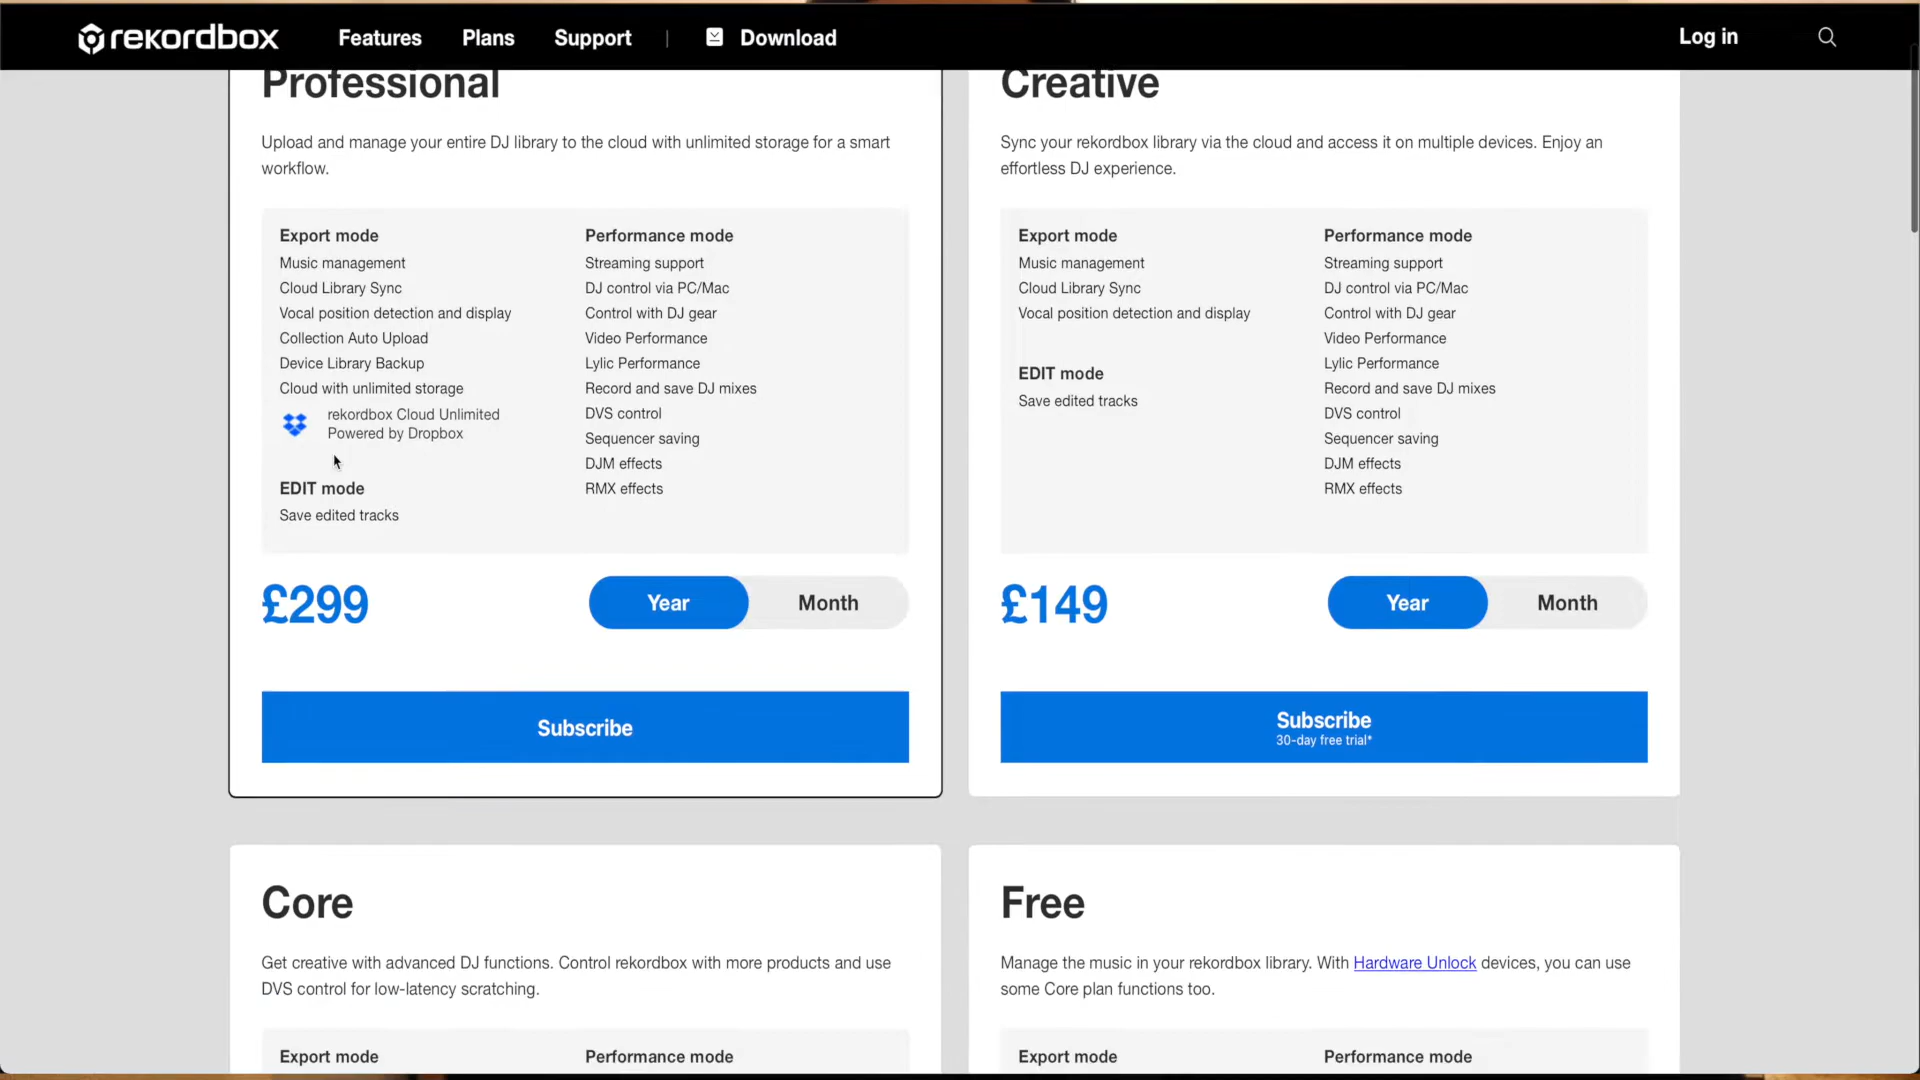 rekordbox
Features
Plans
Support
|
Download
Log in
Professional
Upload and manage your entire DJ library to the cloud with unlimited storage for a smart
workflow.
Export mode
Music management
Cloud Library Sync
Vocal position detection and display
Collection Auto Upload
Device Library Backup
Cloud with unlimited storage
rekordbox Cloud Unlimited
Powered by Dropbox
EDIT mode
Save edited tracks
Performance mode
Streaming support
DJ control via PC/Mac
Control with DJ gear
Video Performance
Lylic Performance
Record and save DJ mixes
DVS control
Sequencer saving
DJM effects
RMX effects
£299
Year
Month
Subscribe
Creative
Sync your rekordbox library via the cloud and access it on multiple devices. Enjoy an
effortless DJ experience.
Export mode
Music management
Cloud Library Sync
Vocal position detection and display
EDIT mode
Save edited tracks
Performance mode
Streaming support
DJ control via PC/Mac
Control with DJ gear
Video Performance
Lylic Performance
Record and save DJ mixes
DVS control
Sequencer saving
DJM effects
RMX effects
£149
Year
Month
Subscribe
30-day free trial*
Core
Get creative with advanced DJ functions. Control rekordbox with more products and use
DVS control for low-latency scratching.
Export mode
Performance mode
Free
Manage the music in your rekordbox library. With Hardware Unlock devices, you can use
some Core plan functions too.
Export mode
Performance mode